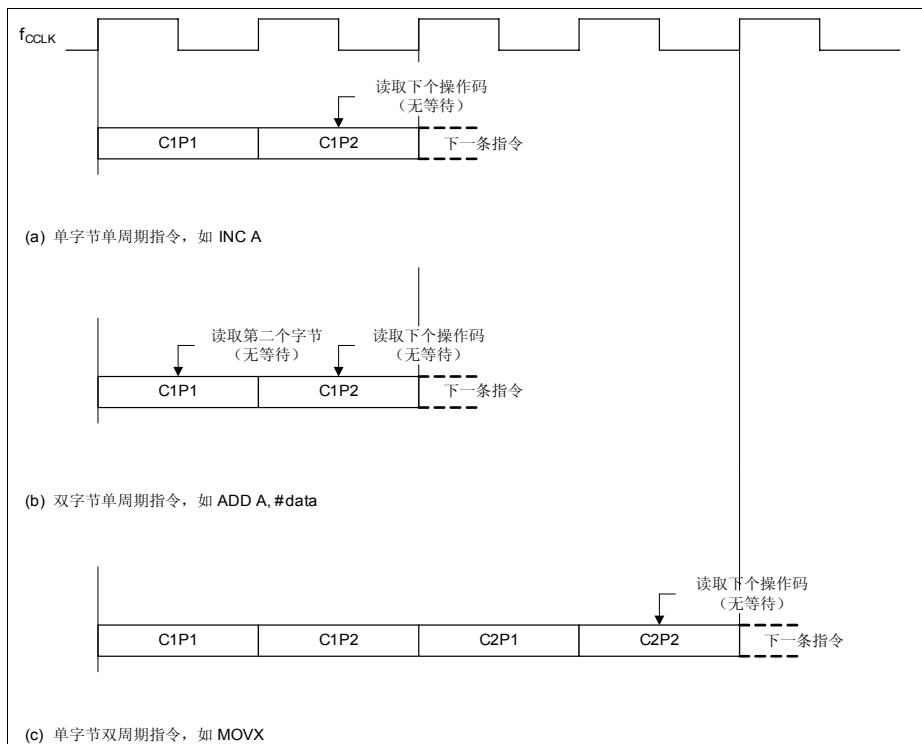 fCCLK
读取下个操作码
（无等待）
C1P1
C1P2
下一条指令
(a) 单字节单周期指令，如 INC A
读取第二个字节
（无等待）
读取下个操作码
（无等待）
C1P1
C1P2
下一条指令
(b) 双字节单周期指令，如 ADD A, #data
读取下个操作码
（无等待）
C1P1
C1P2
C2P1
C2P2
下一条指令
(c) 单字节双周期指令，如 MOVX